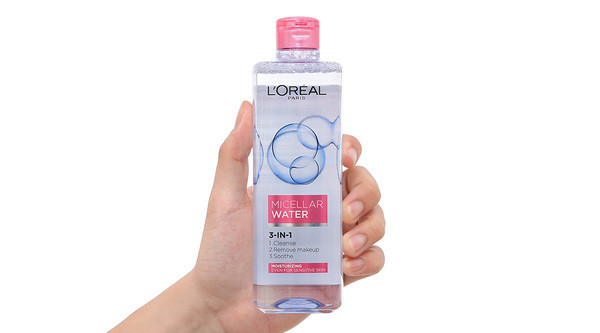 L'ORÉAL
PARIS
MICELLAR
WATER
3-IN-1
1.Cleanse
2.Remove makeup
3.Soothe
MOISTURIZING
EVEN FOR SENSITIVE SKIN